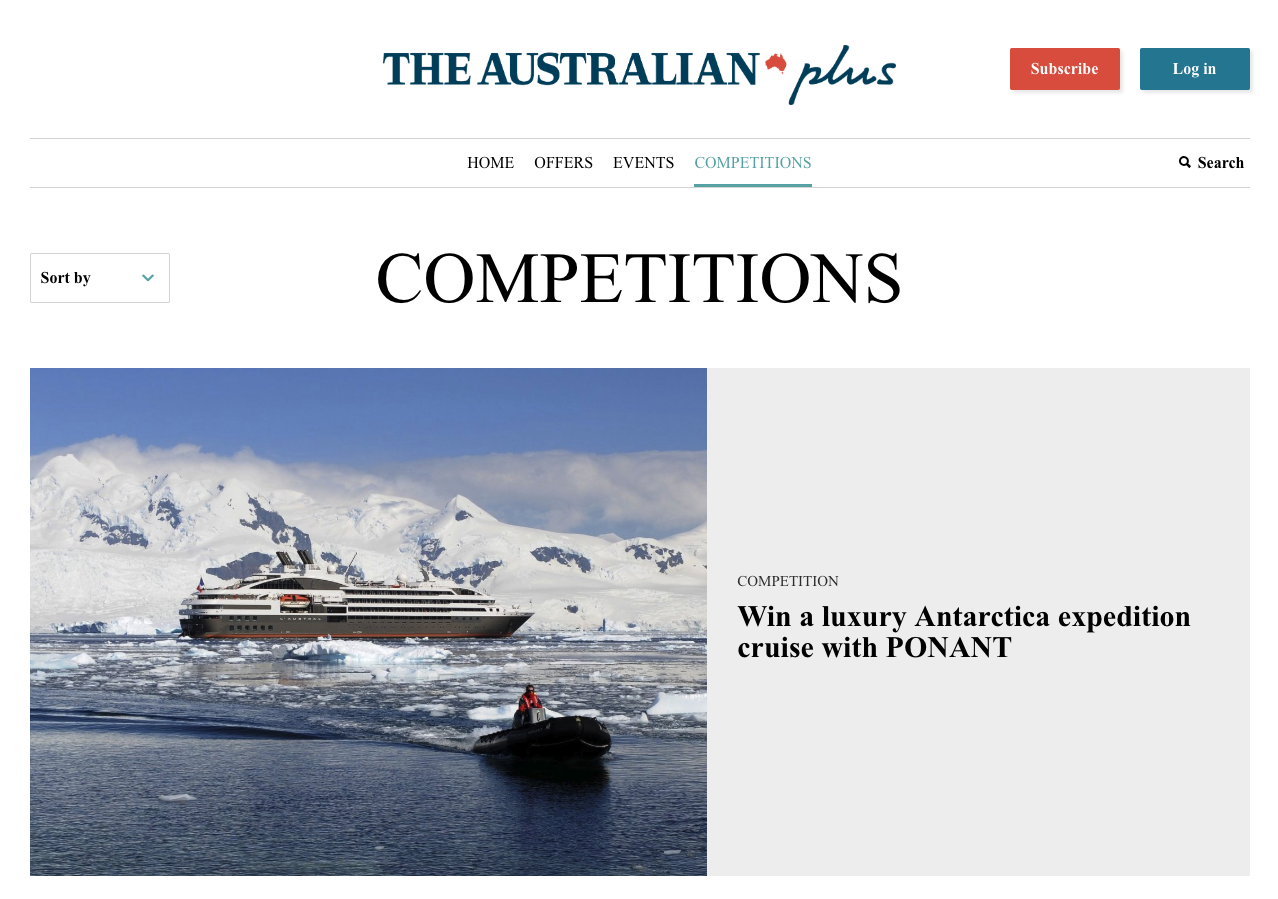 THE AUSTRALIAN plus
Subscribe
Log in
HOME
OFFERS
EVENTS
COMPETITIONS
Search
Sort by
COMPETITIONS
L'AUSTRAL
COMPETITION
Win a luxury Antarctica expedition
cruise with PONANT